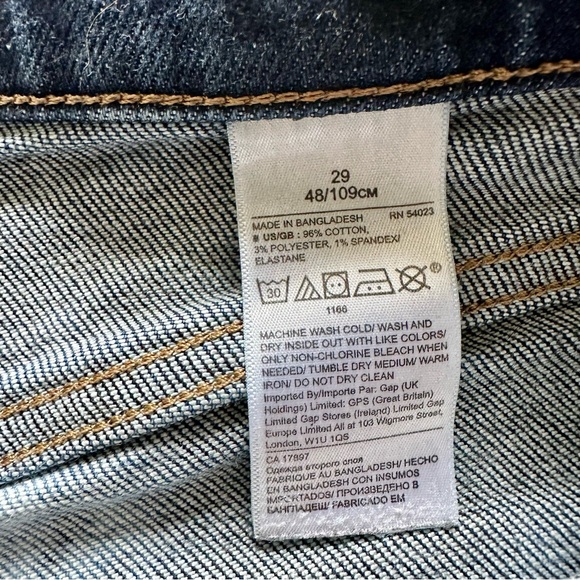 29
48/109CM
MADE IN BANGLADESH RN 54023
# US/GB : 96% COTTON,
3% POLYESTER, 1% SPANDEX/
ELASTANE
30
1166
MACHINE WASH COLD/ WASH AND
DRY INSIDE OUT WITH LIKE COLORS/
ONLY NON-CHLORINE BLEACH WHEN
NEEDED/ TUMBLE DRY MEDIUM/ WARM
IRON/ DO NOT DRY CLEAN
Imported By/Importe Par: Gap (UK
Holdings) Limited: GPS (Great Britain)
Limited Gap Stores (Ireland) Limited Gap
Europe Limited All at 103 Wigmore Street,
London, W1U 1QS
CA 17897
Одежда второго слоя
FABRIQUE AU BANGLADESH/ HECHO
EN BANGLADESH CON INSUMOS
IMPORTADOS/ ПРОИЗВЕДЕНО В
БАНГЛАДЕШ/ FABRICADO EM